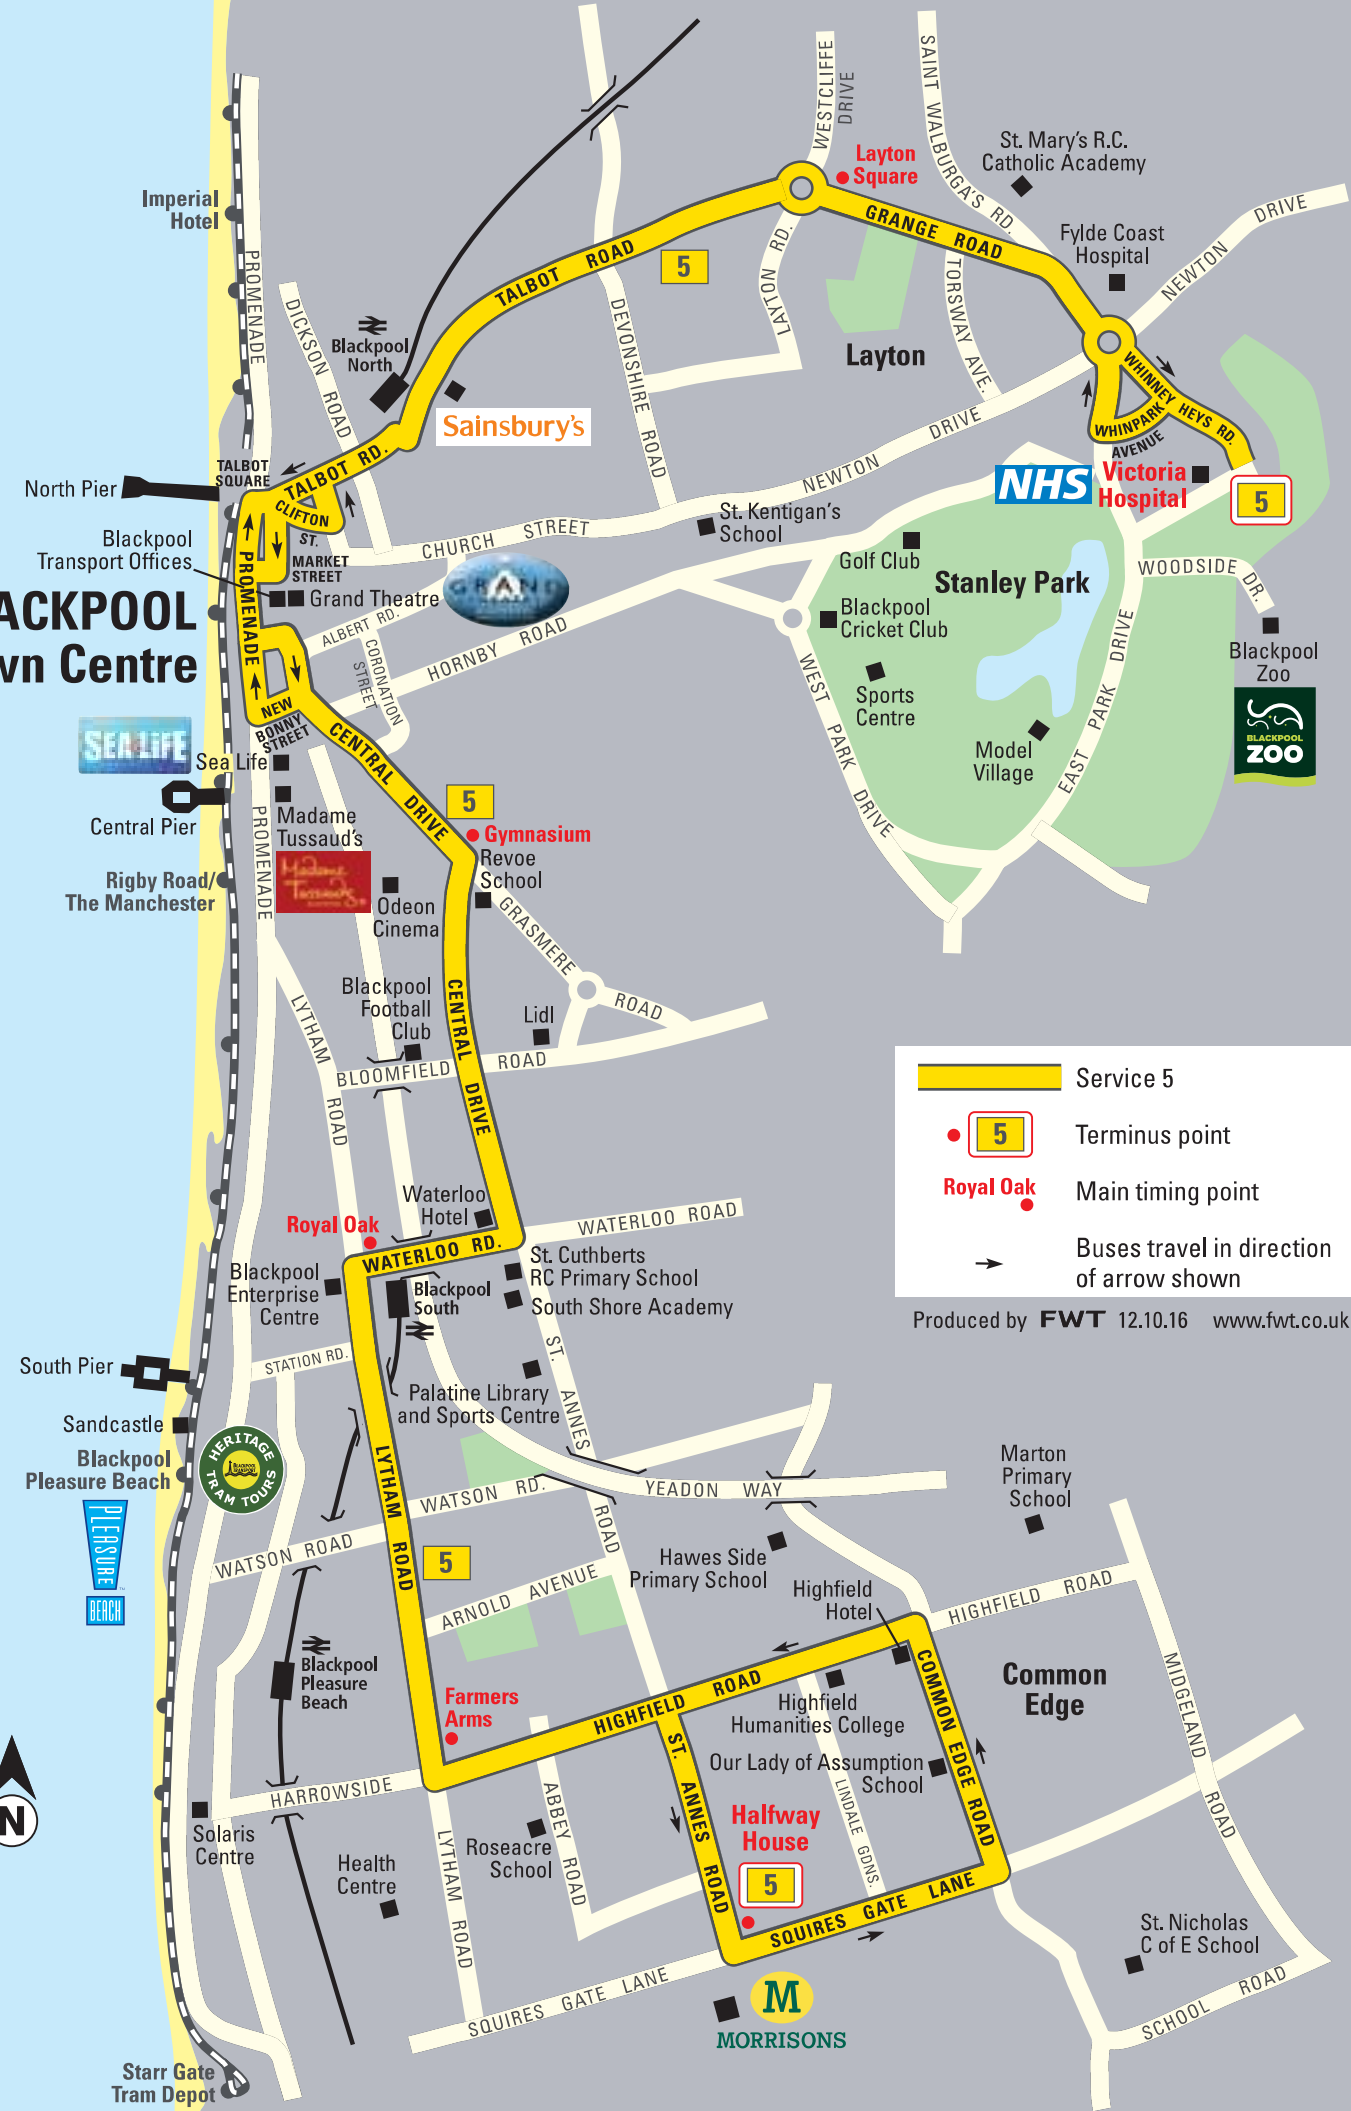 WESTCLIFFE
DRIVE
SAINT WALBURGA'S RD.
St. Mary's R.C.
Catholic Academy
Layton
Square
Imperial
Hotel
GRANGE ROAD
Fylde Coast
Hospital
NEWTON DRIVE
PROMENADE
TALBOT ROAD
5
LAYTON RD.
TORSWAY AVE.
DICKSON ROAD
Blackpool
North
DEVONSHIRE ROAD
Layton
WHINNEY HEYS RD.
WHINPARK
AVENUE
Sainsbury's
NEWTON DRIVE
TALBOT
SQUARE
TALBOT RD.
North Pier
CLIFTON
ST.
NHS
Victoria
Hospital
5
St. Kentigan's
School
CHURCH STREET
Blackpool
Transport Offices
MARKET
STREET
Golf Club
Stanley Park
WOODSIDE DR.
GRAND
Grand Theatre
ACKPOOL
wn Centre
PROMENADE
ALBERT RD.
CORONATION
STREET
HORNBY ROAD
Blackpool
Cricket Club
Blackpool
Zoo
BLACKPOOL
ZOO
WEST PARK DRIVE
EAST PARK DRIVE
Sports
Centre
Model
Village
NEW
BONNY
STREET
SEA LIFE
Sea Life
CENTRAL DRIVE
5
Central Pier
Madame
Tussaud's
Madame
Tussauds
PROMENADE
Gymnasium
Revoe
School
Rigby Road/
The Manchester
Odeon
Cinema
GRASMERE ROAD
Blackpool
Football
Club
Lidl
LYTHAM ROAD
CENTRAL DRIVE
BLOOMFIELD ROAD
Service 5
5
Terminus point
Royal Oak
Main timing point
Buses travel in direction
of arrow shown
Produced by FWT 12.10.16 www.fwt.co.uk
Waterloo
Hotel
WATERLOO ROAD
Royal Oak
WATERLOO RD.
St. Cuthberts
RC Primary School
South Shore Academy
Blackpool
Enterprise
Centre
Blackpool
South
STATION RD.
South Pier
Sandcastle
Palatine Library
and Sports Centre
ST. ANNES ROAD
Blackpool
Pleasure Beach
HERITAGE
BLACKPOOL
TRANSPORT
TRAM TOURS
PLEASURE
BEACH
LYTHAM ROAD
WATSON RD.
YEADON WAY
Marton
Primary
School
WATSON ROAD
5
Hawes Side
Primary School
ARNOLD AVENUE
Highfield
Hotel
HIGHFIELD ROAD
Blackpool
Pleasure
Beach
Farmers
Arms
HIGHFIELD ROAD
Highfield
Humanities College
COMMON EDGE ROAD
Common
Edge
MIDGELAND ROAD
Our Lady of Assumption
School
HARROWSIDE
ST. ANNES ROAD
LINDALE GDNS.
Halfway
House
5
Solaris
Centre
ABBEY ROAD
Roseacre
School
Health
Centre
LYTHAM ROAD
SQUIRES GATE LANE
St. Nicholas
C of E School
N
SQUIRES GATE LANE
M
MORRISONS
SCHOOL ROAD
Starr Gate
Tram Depot